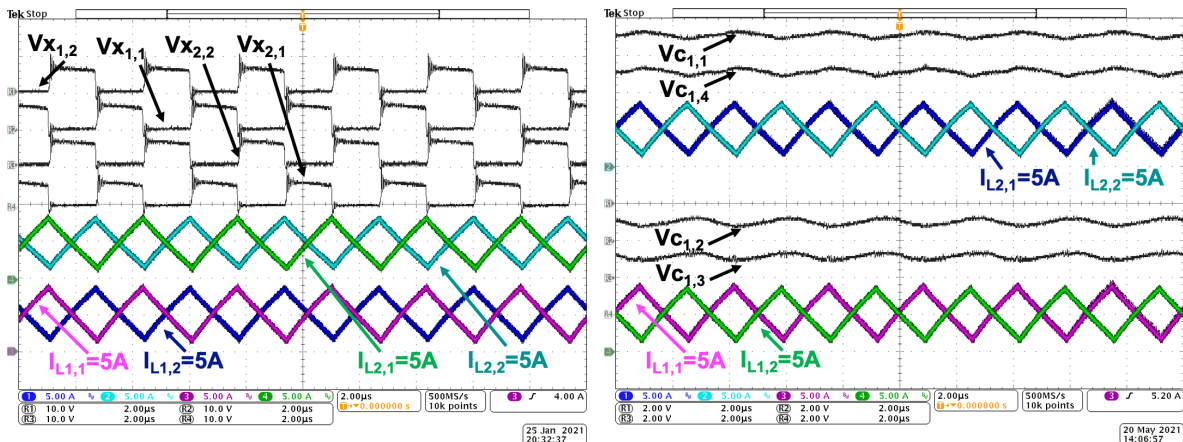 Tek Stop
T
T
Vx1,2
Vx1,1
Vx2,2
Vx2,1
R4
IL1,1=5A
IL1,2=5A
IL2,1=5A
IL2,2=5A
1 5.00 A
2 5.00 A
3 5.00 A
4 5.00 A
R1 10.0 V 2.00µs
R2 10.0 V 2.00µs
R3 10.0 V 2.00µs
R4 10.0 V 2.00µs
2.00µs
T→▼0.000000 s
500MS/s
10k points
3 ∫ 4.00 A
25 Jan 2021
20:32:37
Tek Stop
T
T
Vc1,1
Vc1,4
2
IL2,1=5A
IL2,2=5A
Vc1,2
Vc1,3
R4
IL1,1=5A
IL1,2=5A
1 5.00 A
2 5.00 A
3 5.00 A
4 5.00 A
R1 2.00 V 2.00µs
R2 2.00 V 2.00µs
R3 2.00 V 2.00µs
R4 2.00 V 2.00µs
2.00µs
T→▼0.000000 s
500MS/s
10k points
3 ∫ 5.20 A
20 May 2021
14:06:57